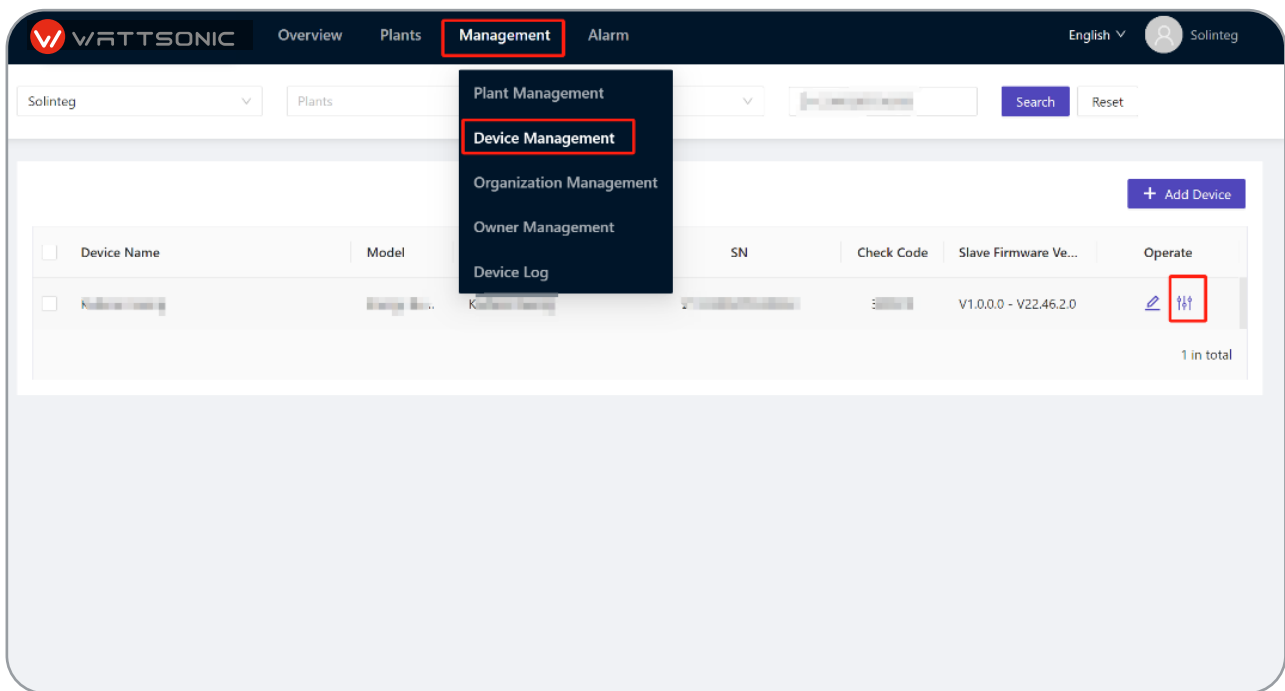 WATTSONIC Overview Plants Management Alarm English Solinteg
Solinteg Plants Search Reset
Plant Management
Device Management
Organization Management
Owner Management
Device Log
+ Add Device
Device Name Model SN Check Code Slave Firmware Ve... Operate
V1.0.0.0 - V22.46.2.0
1 in total